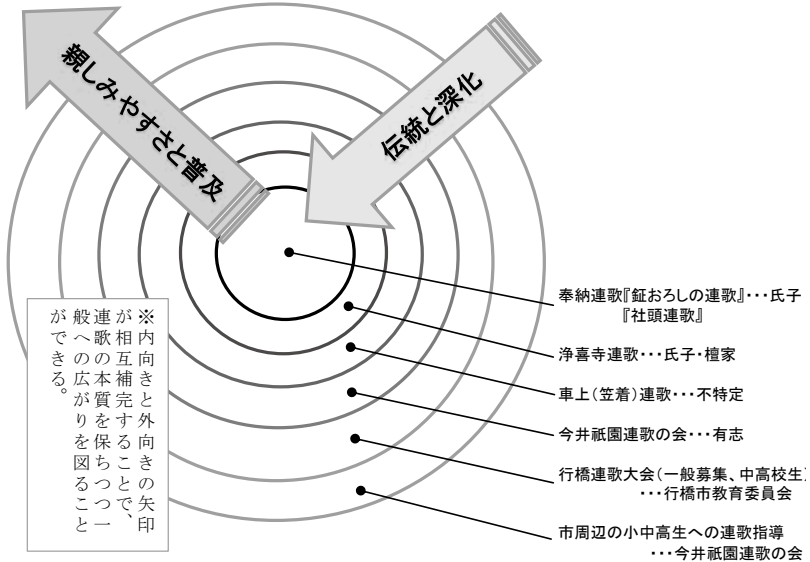 親しみやすさと普及
伝統と深化
奉納連歌『鉦おろしの連歌』・・・氏子
『社頭連歌』
浄喜寺連歌・・・氏子・檀家
車上(笠着)連歌・・・不特定
今井祇園連歌の会・・・有志
行橋連歌大会(一般募集、中高校生)
・・・行橋市教育委員会
市周辺の小中高生への連歌指導
・・・今井祇園連歌の会
※内向きと外向きの矢印
が相互補完することで、
連歌の本質を保ちつつ一
般への広がりを図ること
ができる。